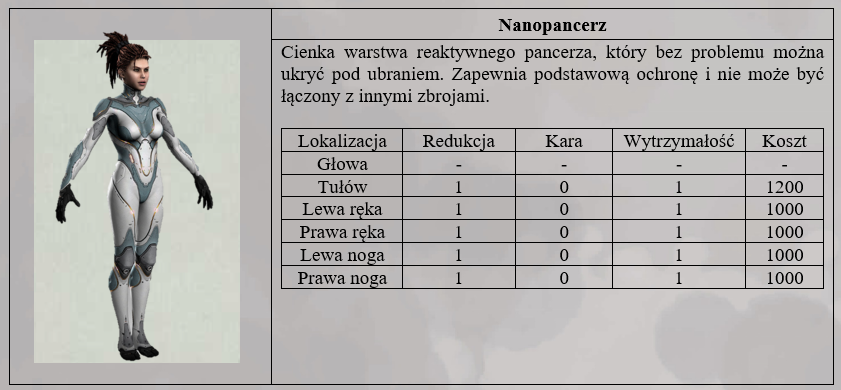 Nanopancerz
Cienka warstwa reaktywnego pancerza, który bez problemu można
ukryć pod ubraniem. Zapewnia podstawową ochronę i nie może być
łączony z innymi zbrojami.
Lokalizacja Redukcja Kara Wytrzymałość Koszt
Głowa - - - -
Tułów 1 0 1 1200
Lewa ręka 1 0 1 1000
Prawa ręka 1 0 1 1000
Lewa noga 1 0 1 1000
Prawa noga 1 0 1 1000